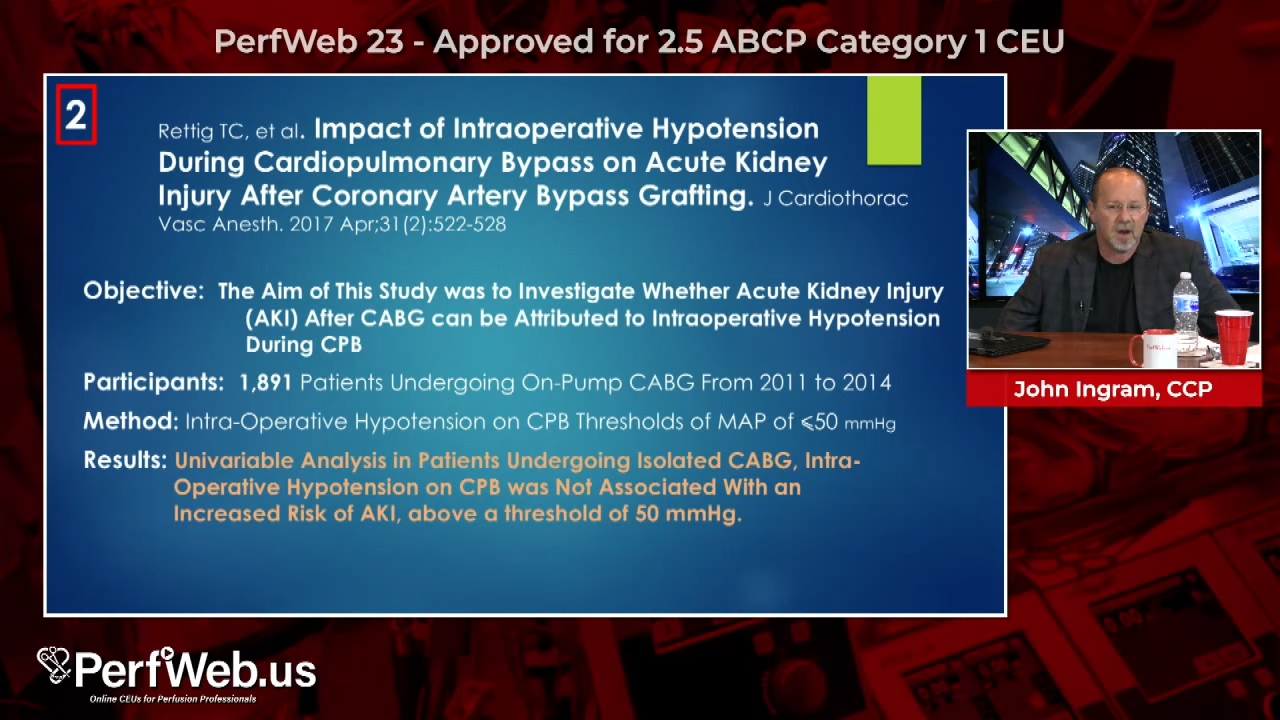 PerfWeb 23 - Approved for 2.5 ABCP Category 1 CEU
2
Rettig TC, et al. Impact of Intraoperative Hypotension
During Cardiopulmonary Bypass on Acute Kidney
Injury After Coronary Artery Bypass Grafting. J Cardiothorac
Vasc Anesth. 2017 Apr;31(2):522-528
Objective: The Aim of This Study was to Investigate Whether Acute Kidney Injury
(AKI) After CABG can be Attributed to Intraoperative Hypotension
During CPB
Participants: 1,891 Patients Undergoing On-Pump CABG From 2011 to 2014
Method: Intra-Operative Hypotension on CPB Thresholds of MAP of ⩽50 mmHg
Results: Univariable Analysis in Patients Undergoing Isolated CABG, Intra-
Operative Hypotension on CPB was Not Associated With an
Increased Risk of AKI, above a threshold of 50 mmHg.
John Ingram, CCP
PerfWeb.us
Online CEUs for Perfusion Professionals